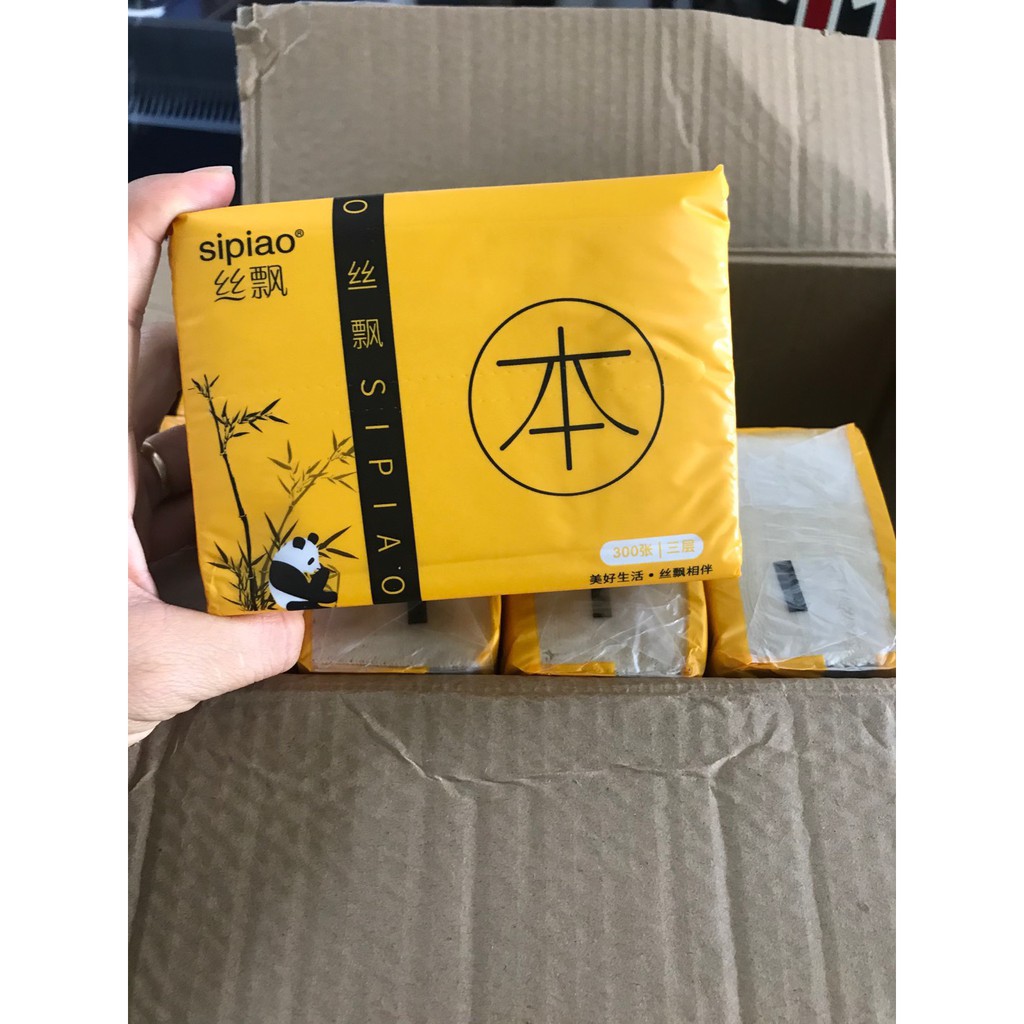 sipiao®
丝飘
O 丝飘 SIPIA'O
本
300张 三层
美好生活·丝飘相伴